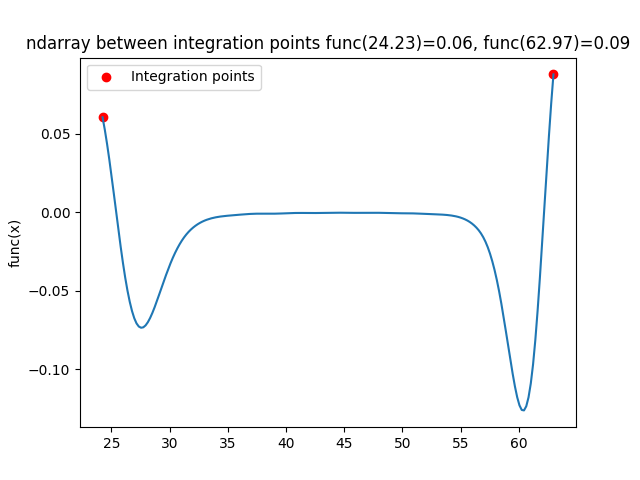 ndarray between integration points func(24.23)=0.06, func(62.97)=0.09
Integration points
0.05
0.00
−0.05
−0.10
func(x)
25 30 35 40 45 50 55 60